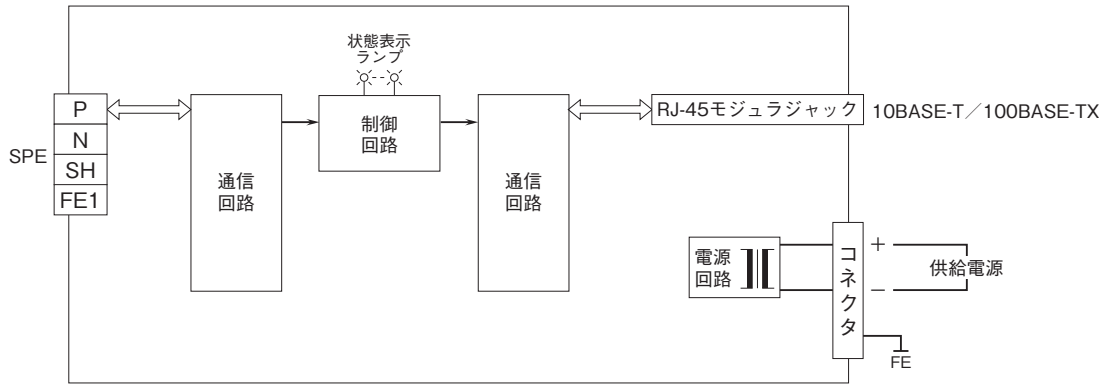 状態表示
ランプ
SPE
P
N
SH
FE1
通信
回路
制御
回路
通信
回路
RJ-45モジュラジャック
10BASE-T／100BASE-TX
電源
回路
コネクタ
+
−
供給電源
FE